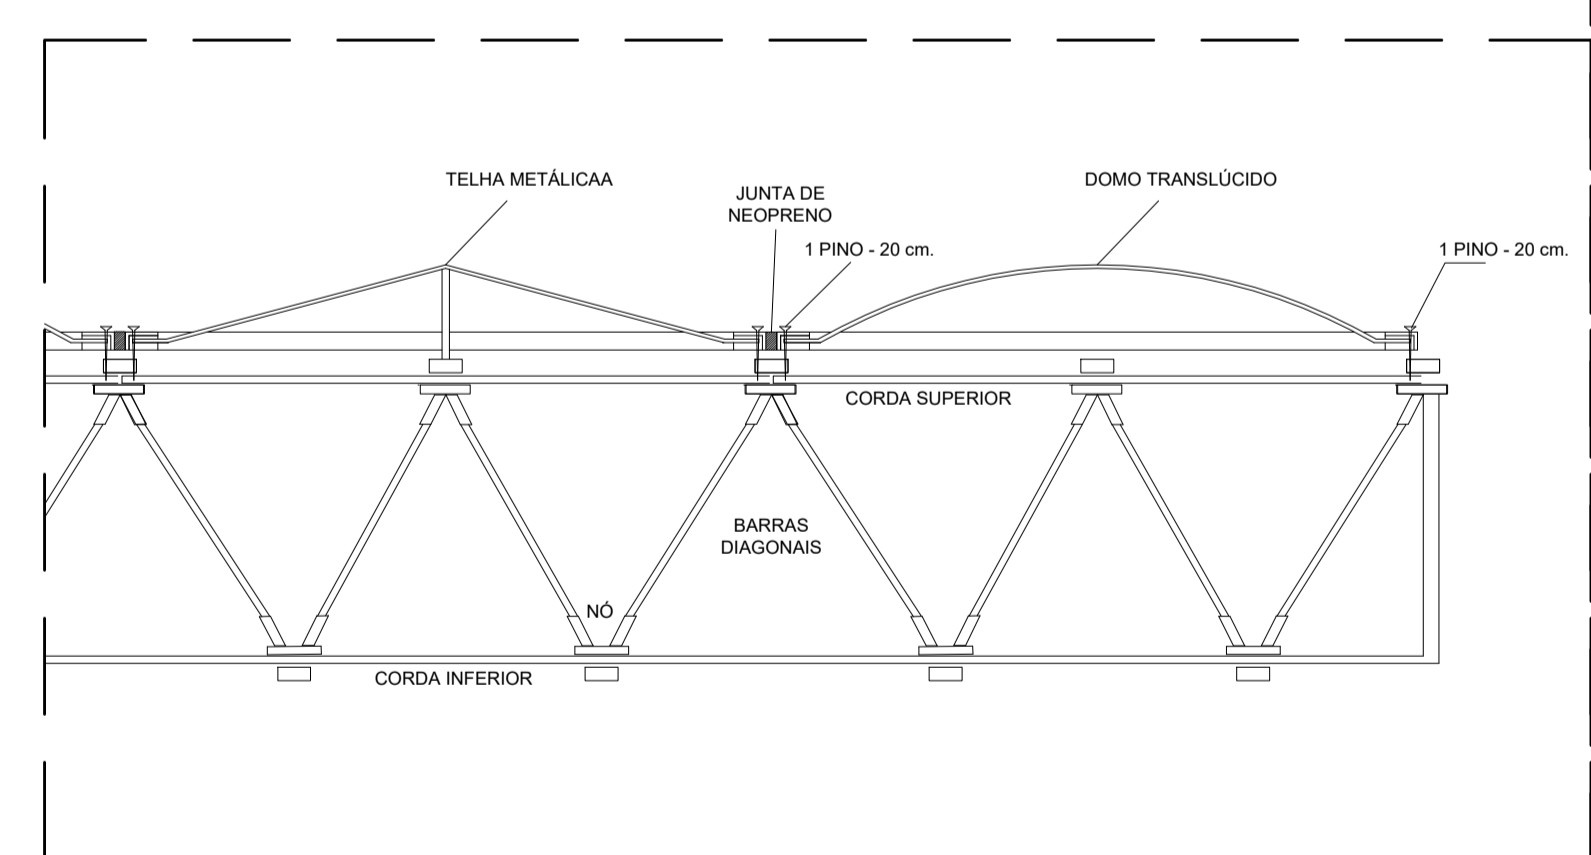 TELHA METÁLICAA
JUNTA DE
NEOPRENO
DOMO TRANSLÚCIDO
1 PINO - 20 cm.
1 PINO - 20 cm.
CORDA SUPERIOR
BARRAS
DIAGONAIS
NÓ
CORDA INFERIOR